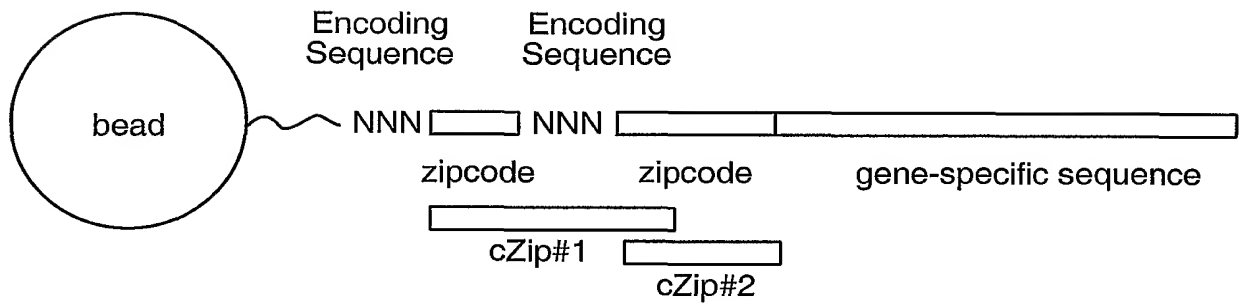 Encoding
Sequence
Encoding
Sequence
bead
NNN
NNN
zipcode
zipcode
gene-specific sequence
cZip#1
cZip#2